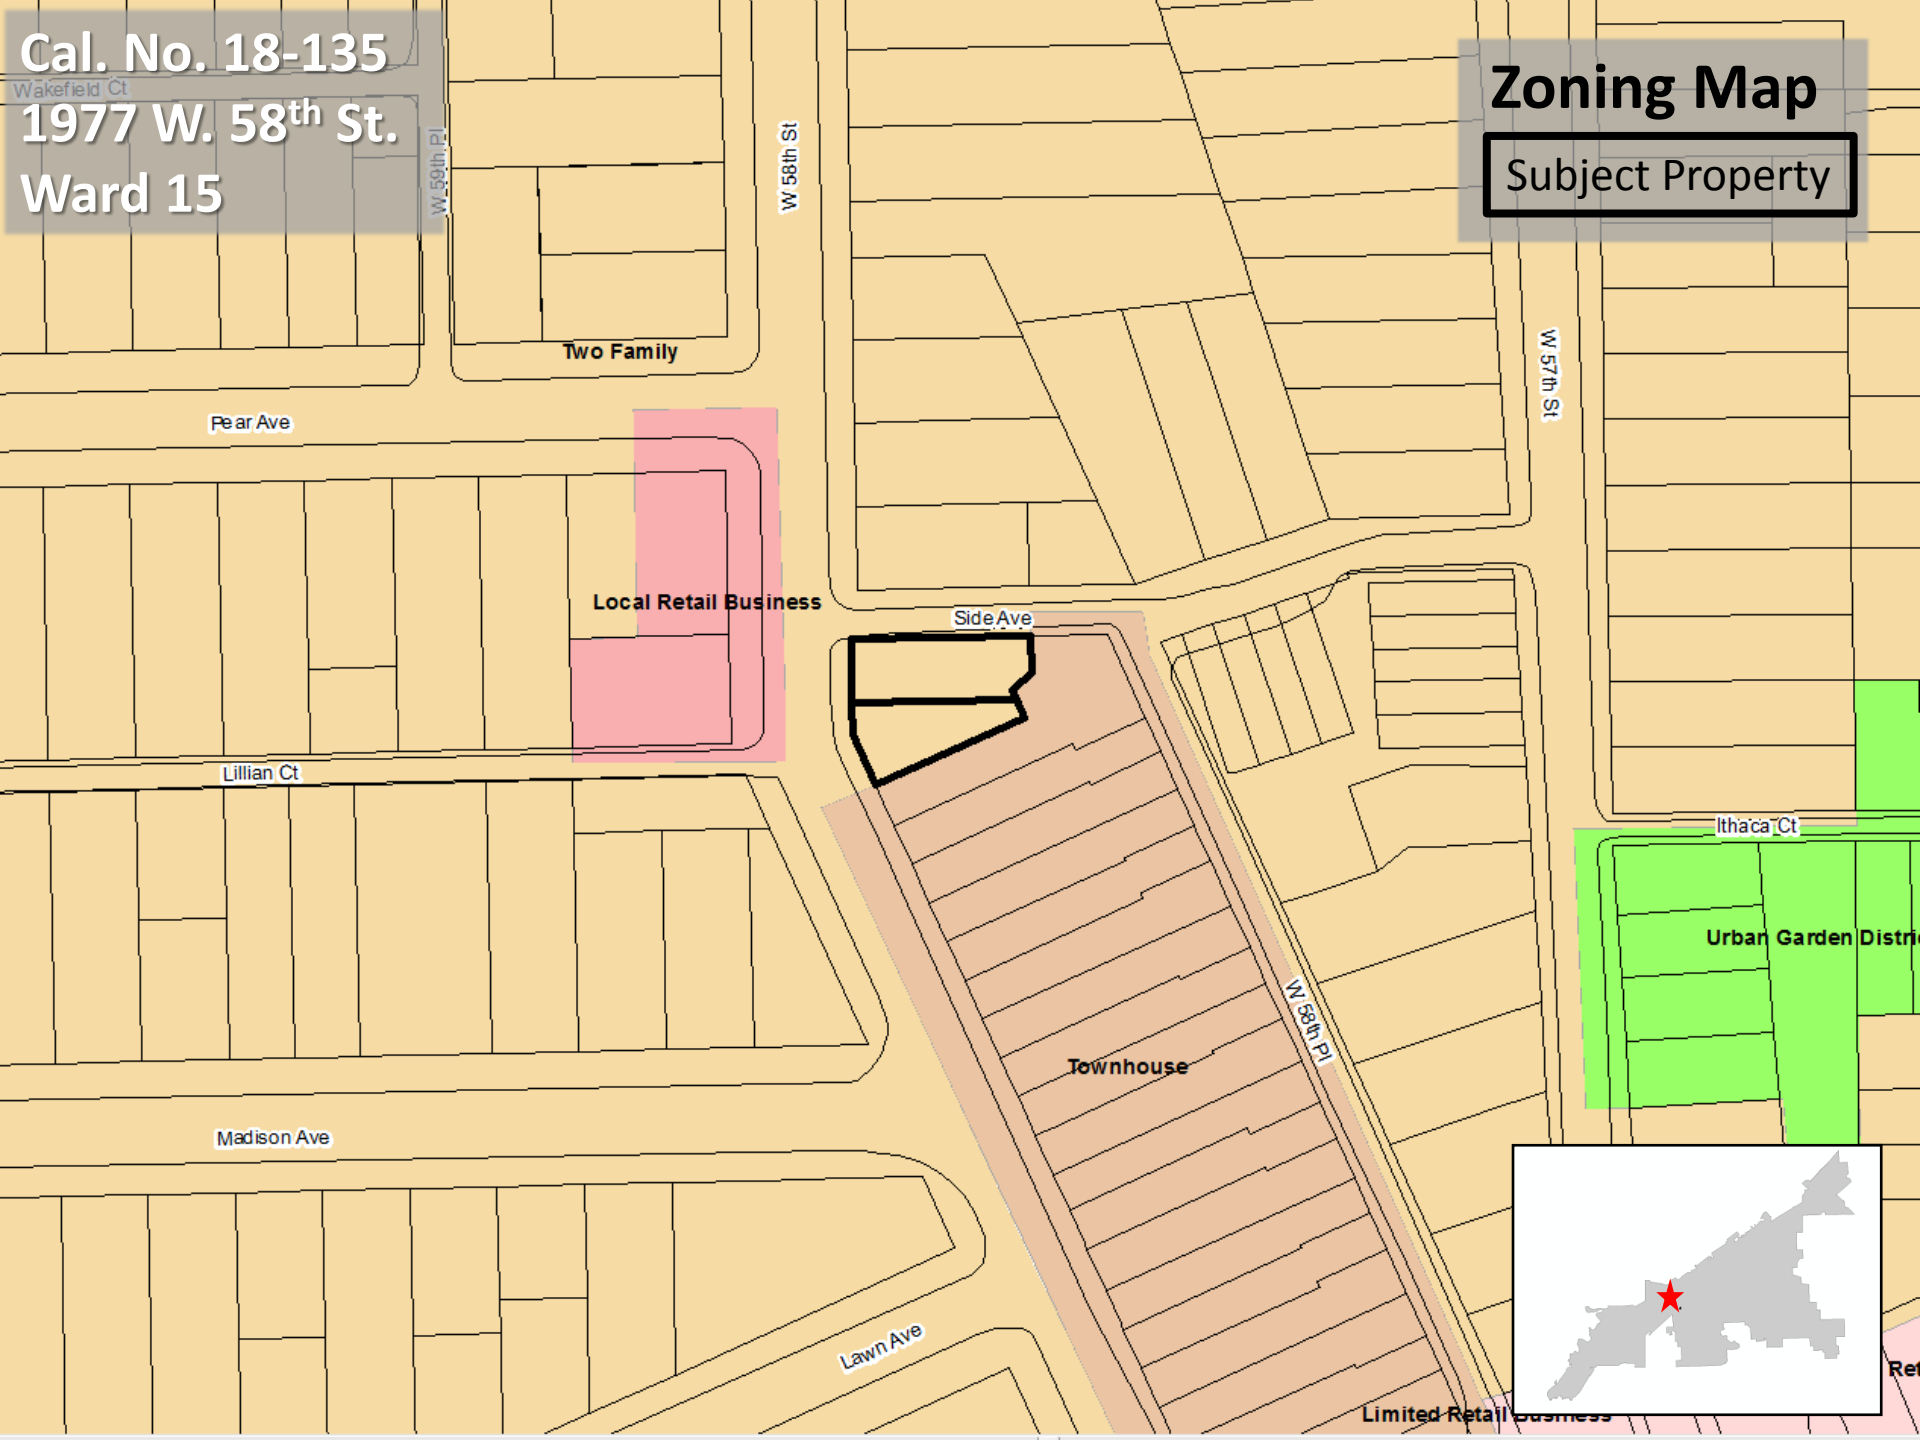 Cal. No. 18-135
Wakefield Ct
1977 W. 58th St.
Ward 15
W 59th Pl
W 58th St
Zoning Map
Subject Property
Two Family
W 57th St
Pear Ave
Local Retail Business
Side Ave
Lillian Ct
Ithaca Ct
Urban Garden Distri
W 58th Pl
Townhouse
Madison Ave
Lawn Ave
Ret
Limited Retail Business